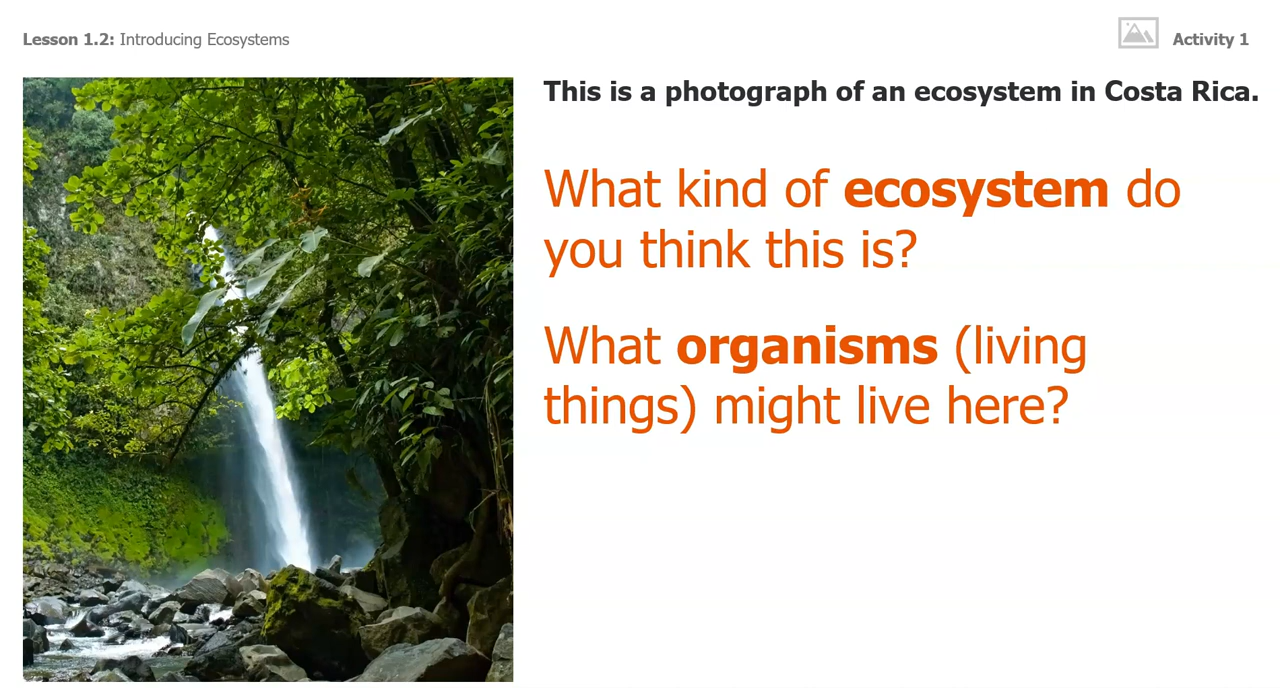 Lesson 1.2: Introducing Ecosystems
Activity 1
This is a photograph of an ecosystem in Costa Rica.
What kind of ecosystem do
you think this is?
What organisms (living
things) might live here?